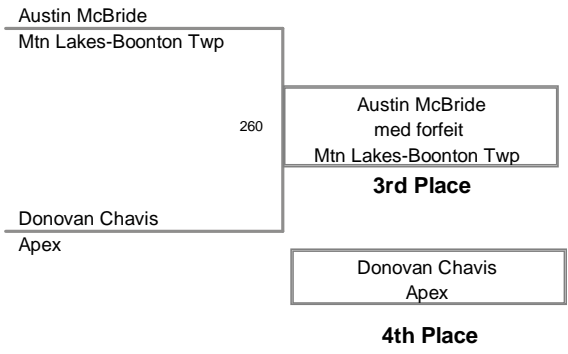 Austin McBride
Mtn Lakes-Boonton Twp
260
Austin McBride
med forfeit
Mtn Lakes-Boonton Twp
3rd Place
Donovan Chavis
Apex
Donovan Chavis
Apex
4th Place